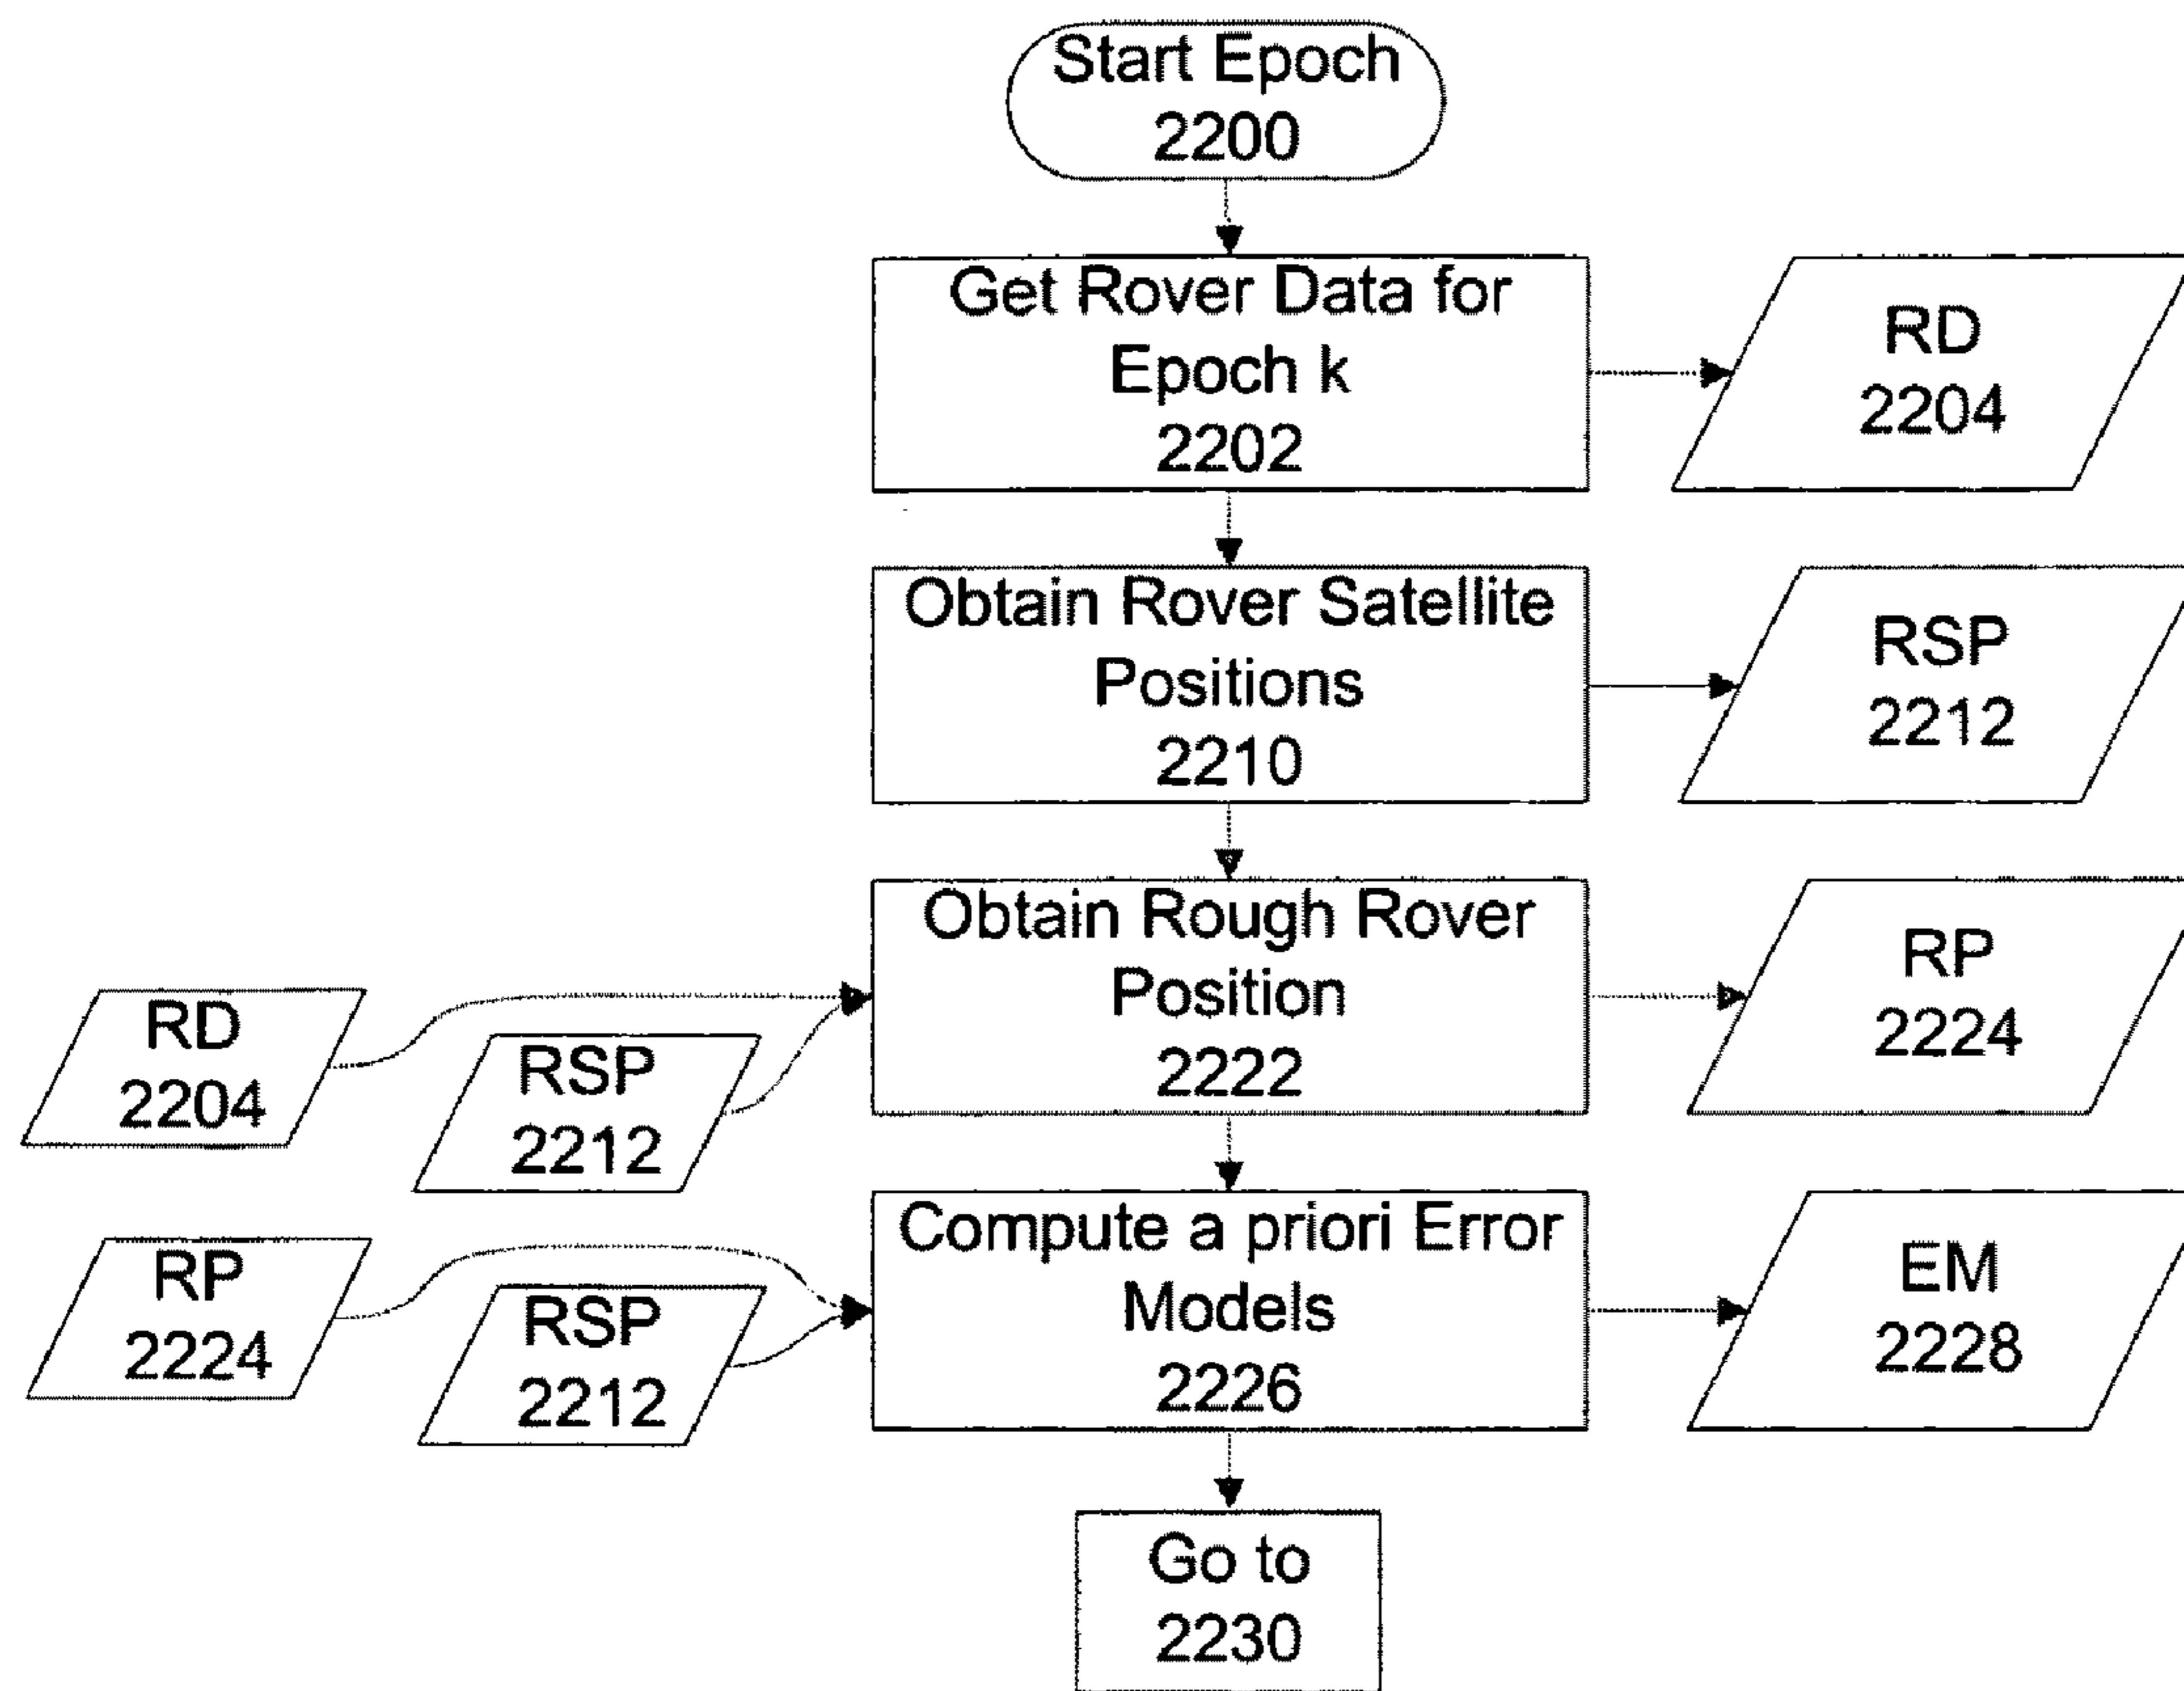 Start Epoch
2200
Get Rover Data for
Epoch k
2202
RD
2204
Obtain Rover Satellite
Positions
2210
RSP
2212
Obtain Rough Rover
Position
2222
RP
2224
RD
2204
RSP
2212
Compute a priori Error
Models
2226
EM
2228
RP
2224
RSP
2212
Go to
2230